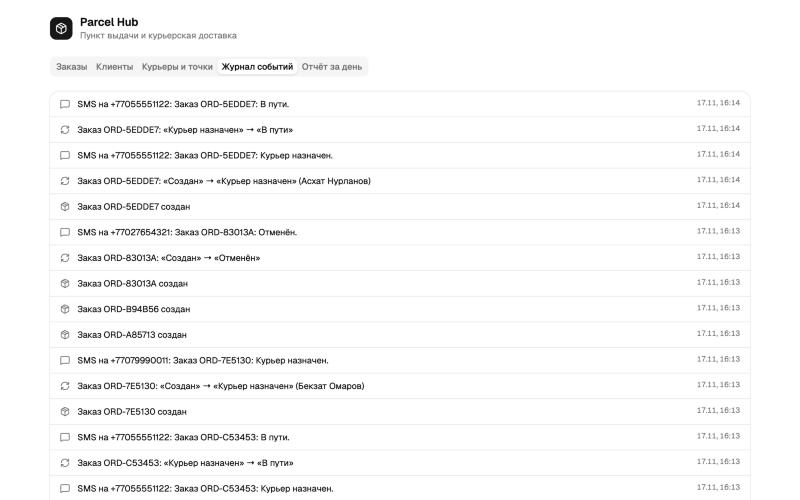 Parcel Hub
Пункт выдачи и курьерская доставка
Заказы Клиенты Курьеры и точки Журнал событий Отчёт за день
SMS на +77055551122: Заказ ORD-5EDDE7: В пути. 17.11, 16:14
Заказ ORD-5EDDE7: «Курьер назначен» → «В пути» 17.11, 16:14
SMS на +77055551122: Заказ ORD-5EDDE7: Курьер назначен. 17.11, 16:14
Заказ ORD-5EDDE7: «Создан» → «Курьер назначен» (Асхат Нурланов) 17.11, 16:14
Заказ ORD-5EDDE7 создан 17.11, 16:14
SMS на +77027654321: Заказ ORD-83013A: Отменён. 17.11, 16:13
Заказ ORD-83013A: «Создан» → «Отменён» 17.11, 16:13
Заказ ORD-83013A создан 17.11, 16:13
Заказ ORD-B94B56 создан 17.11, 16:13
Заказ ORD-A85713 создан 17.11, 16:13
SMS на +77079990011: Заказ ORD-7E5130: Курьер назначен. 17.11, 16:13
Заказ ORD-7E5130: «Создан» → «Курьер назначен» (Бекзат Омаров) 17.11, 16:13
Заказ ORD-7E5130 создан 17.11, 16:13
SMS на +77055551122: Заказ ORD-C53453: В пути. 17.11, 16:13
Заказ ORD-C53453: «Курьер назначен» → «В пути» 17.11, 16:13
SMS на +77055551122: Заказ ORD-C53453: Курьер назначен. 17.11, 16:13